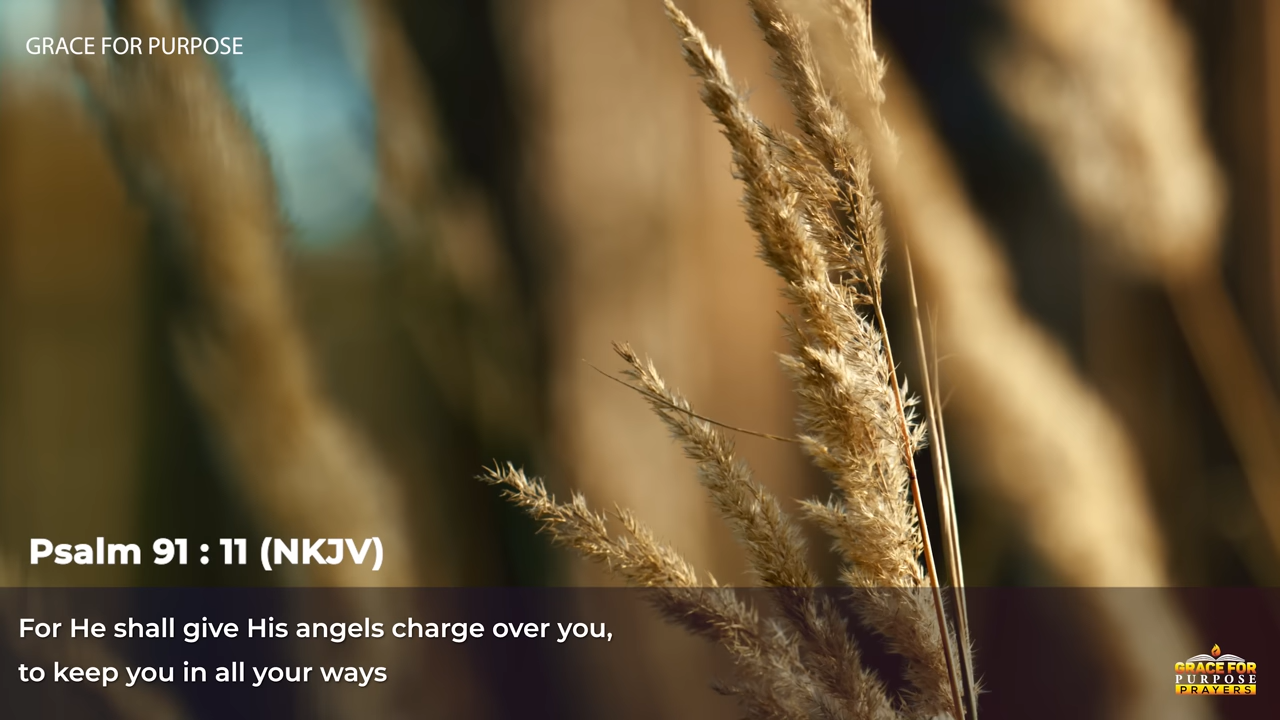 GRACE FOR PURPOSE
Psalm 91 : 11 (NKJV)
For He shall give His angels charge over you,
to keep you in all your ways
GRACE FOR
PURPOSE
PRAYERS